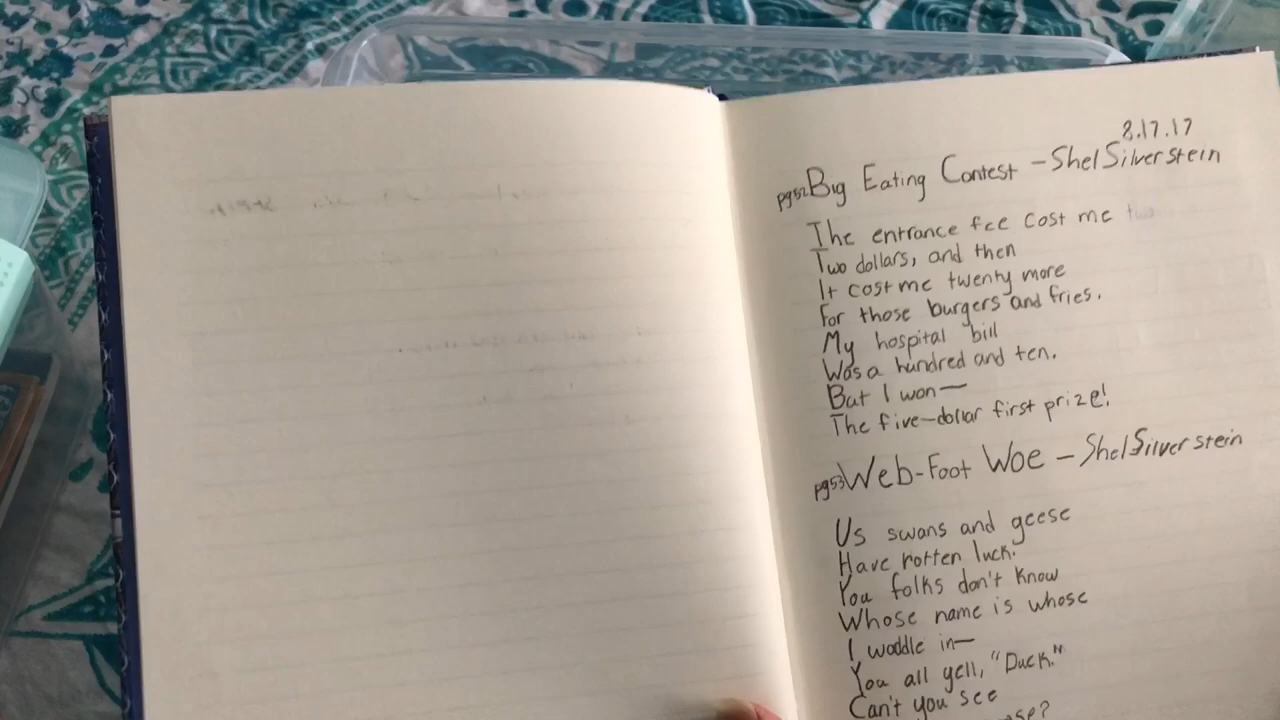 8.17.17
pg52 Big Eating Contest - Shel Silverstein
The entrance fee cost me two
Two dollars, and then
It cost me twenty more
For those burgers and fries.
My hospital bill
Was a hundred and ten.
But I won—
The five-dollar first prize!
pg53 Web-Foot Woe - Shel Silverstein
Us swans and geese
Have rotten luck.
You folks don't know
Whose name is whose
I waddle in—
You all yell, "Duck."
Can't you see